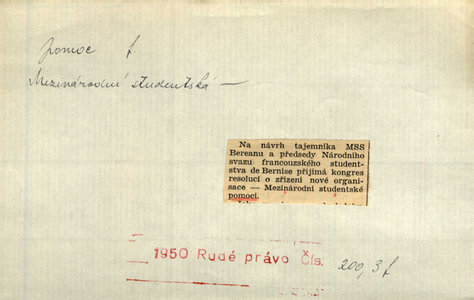 pomoc f.
Mezinárodní studentská —
Na návrh tajemníka MSS
Bereanu a předsedy Národního
svazu francouzského student-
stva de Bernise přijímá kongres
resoluci o zřízení nové organi-
sace — Mezinárodní studentské
pomoci.
1950 Rudé právo Čís. 200, 3 f